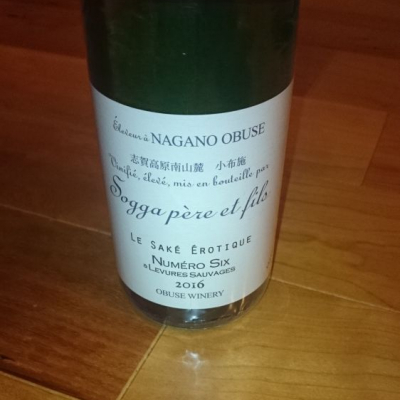 Éleveur à NAGANO OBUSE
志賀高原南山麓 小布施
Vinifié, élevé, mis en bouteille par
Sogga père et fils
LE SAKÉ ÉROTIQUE
NUMÉRO SIX
LEVURES SAUVAGES
2016
OBUSE WINERY